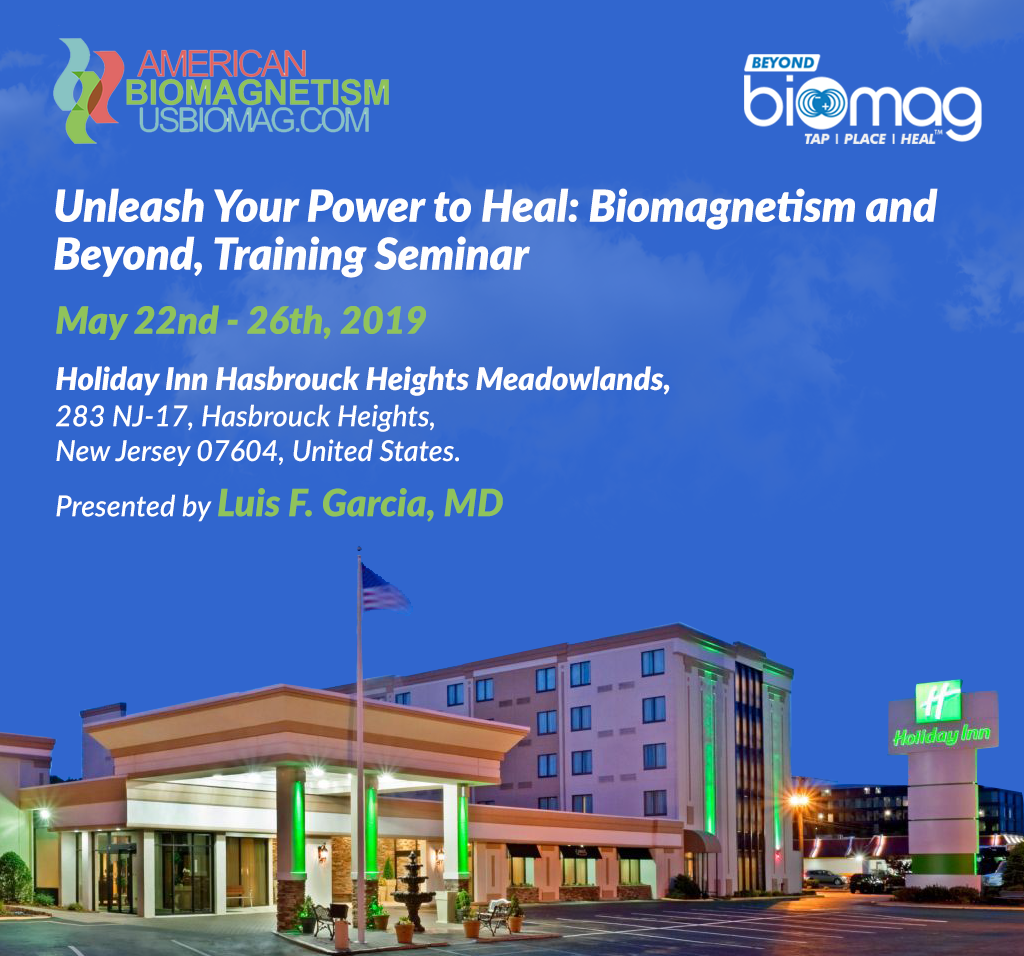 AMERICAN
BIOMAGNETISM
USBIOMAG.COM
BEYOND
biomag
TAP | PLACE | HEAL™
Unleash Your Power to Heal: Biomagnetism and
Beyond, Training Seminar
May 22nd - 26th, 2019
Holiday Inn Hasbrouck Heights Meadowlands,
283 NJ-17, Hasbrouck Heights,
New Jersey 07604, United States.
Presented by Luis F. Garcia, MD
H
Holiday Inn